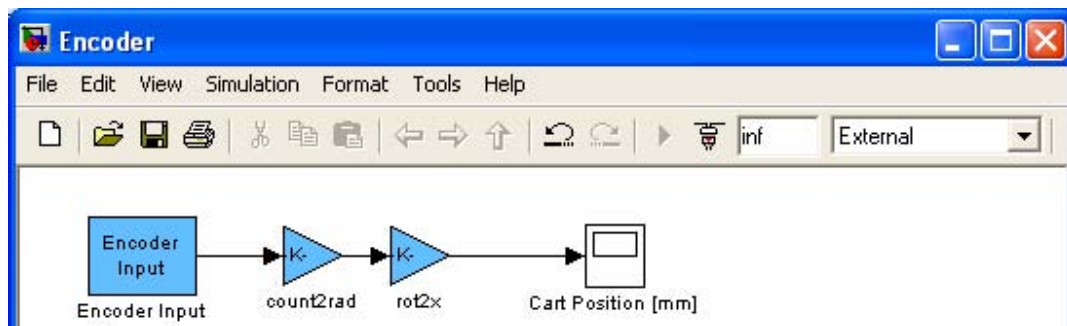 Encoder
File Edit View Simulation Format Tools Help
inf External
Encoder
Input
K-
K-
Encoder Input
count2rad
rot2x
Cart Position [mm]